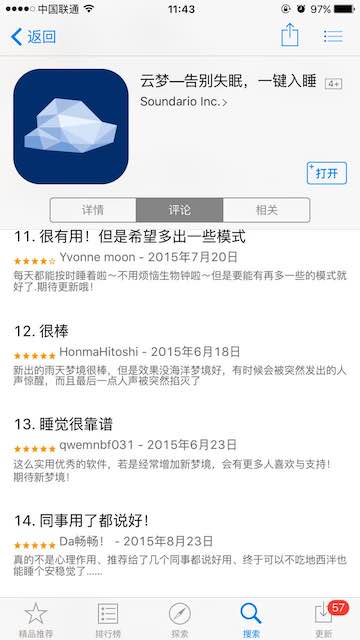 中国联通 11:43 97%
返回
云梦—告别失眠，一键入睡 4+
Soundario Inc.>
+打开
详情 评论 相关
11. 很有用！但是希望多出一些模式
★★★★☆ Yvonne moon - 2015年7月20日
每天都能按时睡着啦～不用烦恼生物钟啦～但是要能有再多一些的模式就
好了.期待更新哦！
12. 很棒
★★★★★ HonmaHitoshi - 2015年6月18日
新出的雨天梦境很棒，但是效果没海洋梦境好，有时候会被突然发出的人
声惊醒，而且最后一点人声被突然掐灭了
13. 睡觉很靠谱
★★★★★ qwemnbf031 - 2015年6月23日
这么实用优秀的软件，若是经常增加新梦境，会有更多人喜欢与支持！
期待新梦境！
14. 同事用了都说好！
★★★★★ Da畅畅！ - 2015年8月23日
真的不是心理作用、推荐给了几个同事都说好用、终于可以不吃地西泮也
能睡个安稳觉了......
精品推荐 排行榜 探索 搜索 57 更新